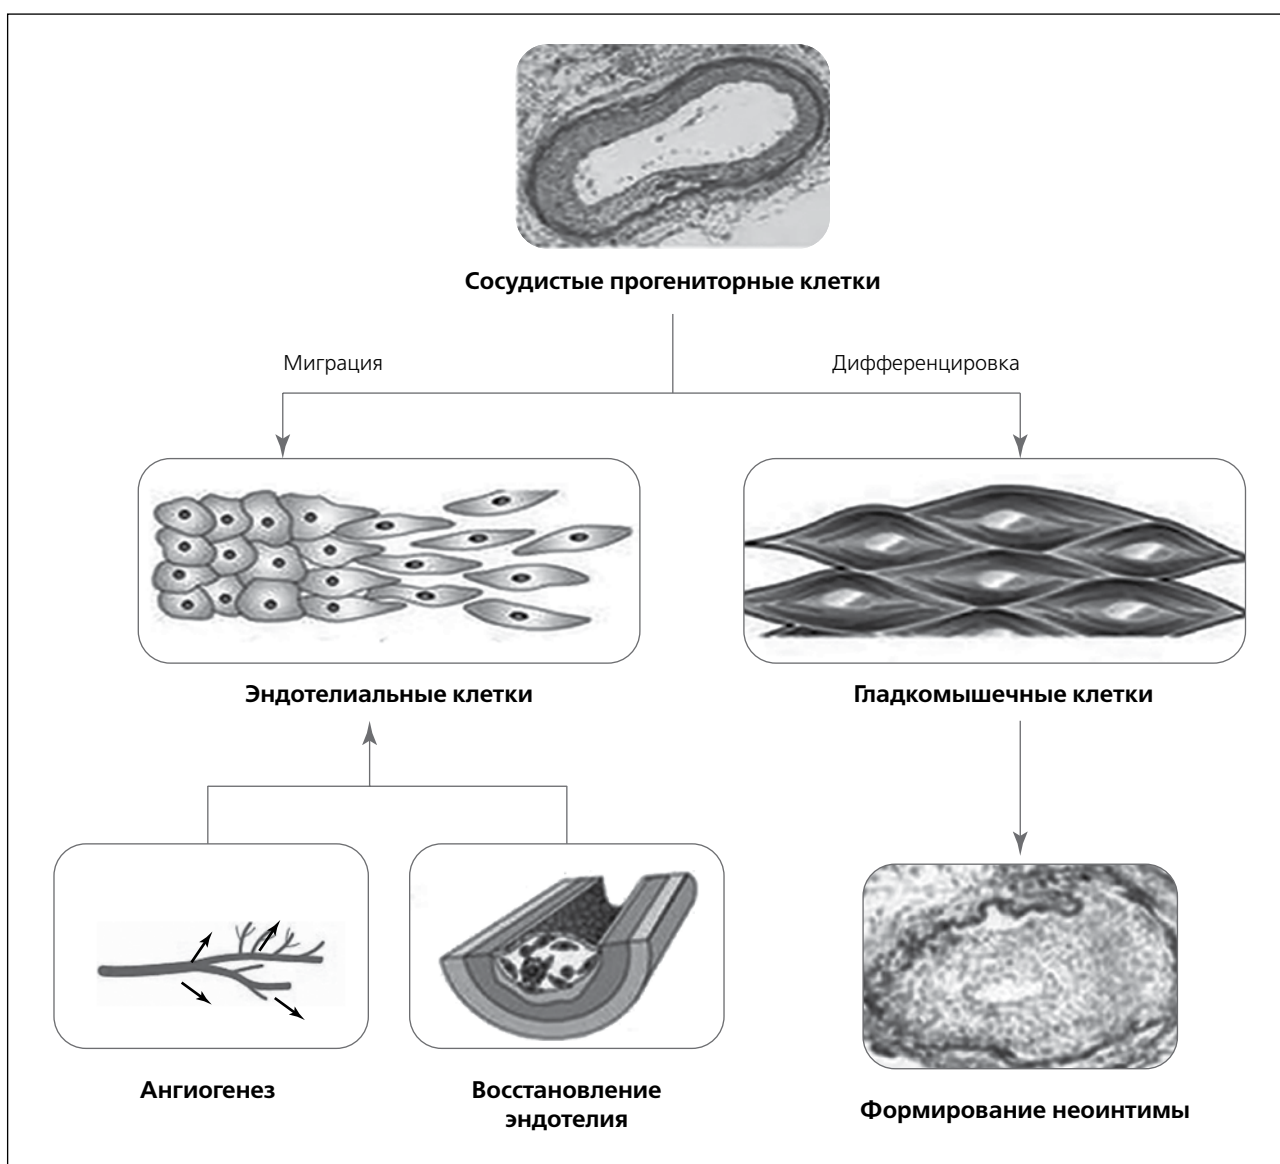 Сосудистые прогениторные клетки
Миграция
Дифференцировка
Эндотелиальные клетки
Гладкомышечные клетки
Ангиогенез
Восстановление
эндотелия
Формирование неоинтимы